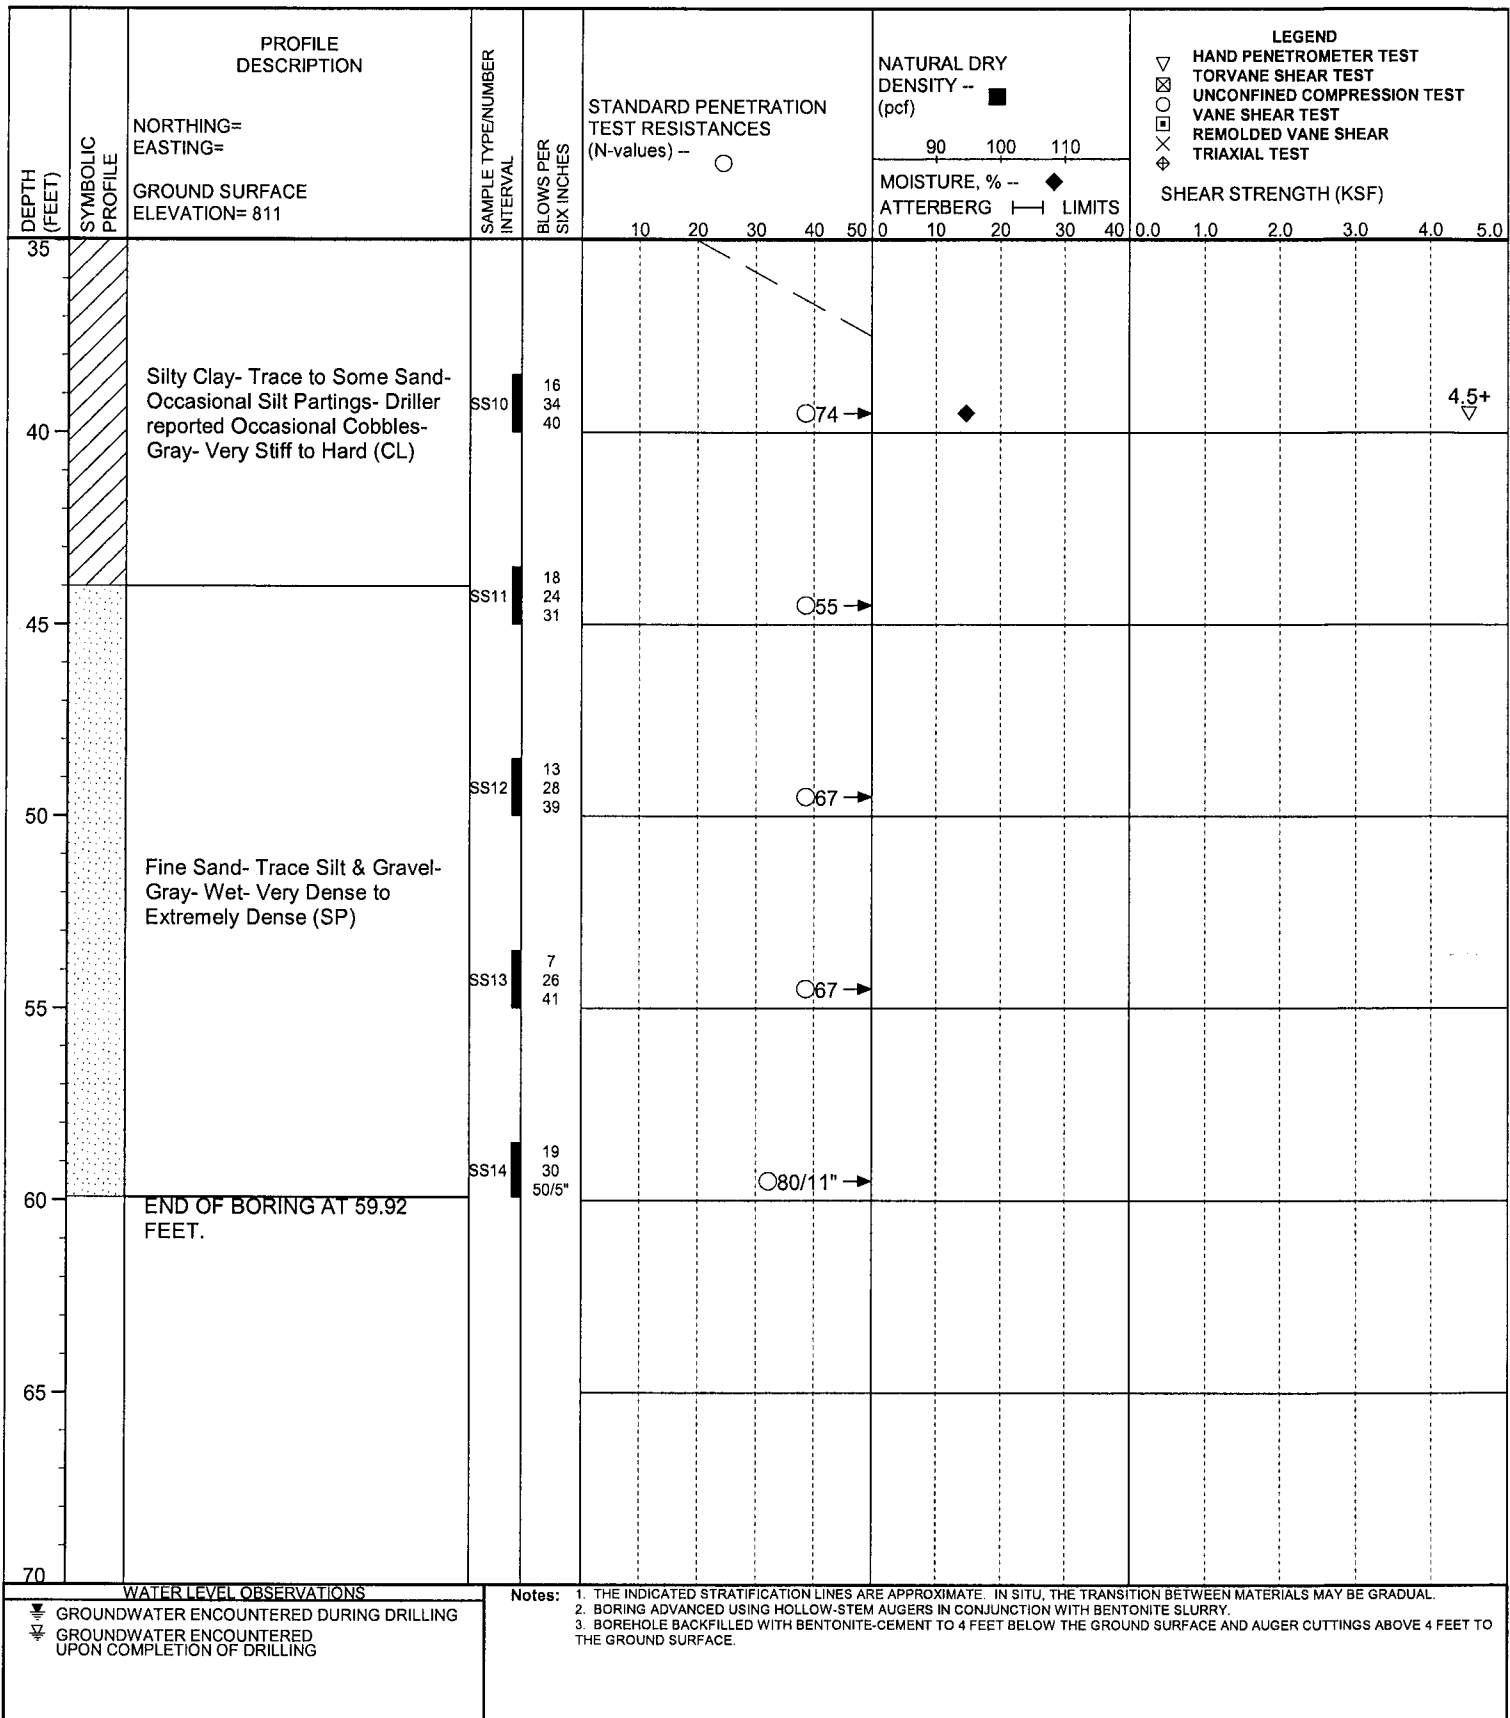 PROFILE
DESCRIPTION
NORTHING=
EASTING=
GROUND SURFACE
ELEVATION= 811
DEPTH
(FEET)
SYMBOLIC
PROFILE
SAMPLE TYPE/NUMBER
INTERVAL
BLOWS PER
SIX INCHES
STANDARD PENETRATION
TEST RESISTANCES
(N-values) --
10 20 30 40 50
NATURAL DRY
DENSITY --
(pcf)
90 100 110
MOISTURE, % --
ATTERBERG LIMITS
0 10 20 30 40
LEGEND
HAND PENETROMETER TEST
TORVANE SHEAR TEST
UNCONFINED COMPRESSION TEST
VANE SHEAR TEST
REMOLDED VANE SHEAR
TRIAXIAL TEST
SHEAR STRENGTH (KSF)
0.0 1.0 2.0 3.0 4.0 5.0
35
Silty Clay- Trace to Some Sand-
Occasional Silt Partings- Driller
reported Occasional Cobbles-
Gray- Very Stiff to Hard (CL)
SS10
16
34
40
74
4.5+
40
SS11
18
24
31
55
45
SS12
13
28
39
67
50
Fine Sand- Trace Silt & Gravel-
Gray- Wet- Very Dense to
Extremely Dense (SP)
SS13
7
26
41
67
55
SS14
19
30
50/5"
80/11"
60
END OF BORING AT 59.92
FEET.
65
70
WATER LEVEL OBSERVATIONS
GROUNDWATER ENCOUNTERED DURING DRILLING
GROUNDWATER ENCOUNTERED
UPON COMPLETION OF DRILLING
Notes: 1. THE INDICATED STRATIFICATION LINES ARE APPROXIMATE. IN SITU, THE TRANSITION BETWEEN MATERIALS MAY BE GRADUAL.
2. BORING ADVANCED USING HOLLOW-STEM AUGERS IN CONJUNCTION WITH BENTONITE SLURRY.
3. BOREHOLE BACKFILLED WITH BENTONITE-CEMENT TO 4 FEET BELOW THE GROUND SURFACE AND AUGER CUTTINGS ABOVE 4 FEET TO
THE GROUND SURFACE.